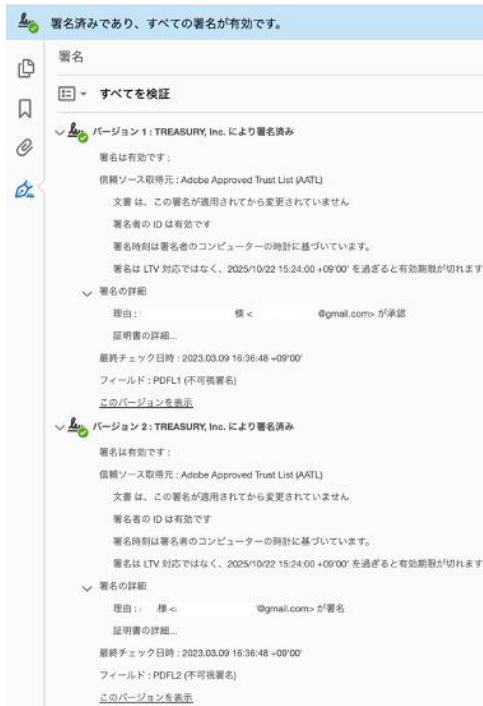 署名済みであり、すべての署名が有効です。
署名
すべてを検証
バージョン 1 : TREASURY, Inc. により署名済み
署名は有効です :
信頼ソース取得元 : Adobe Approved Trust List (AATL)
文書 は、この署名が適用されてから変更されていません
署名者の ID は有効です
署名時刻は署名者のコンピューターの時計に基づいています。
署名は LTV 対応ではなく、2025/10/22 15:24:00 +09'00' を過ぎると有効期限が切れます
署名の詳細
理由 : 様 < @gmail.com> が承認
証明書の詳細...
最終チェック日時 : 2023.03.09 16:36:48 +09'00'
フィールド : PDFL1 (不可視署名)
このバージョンを表示
バージョン 2 : TREASURY, Inc. により署名済み
署名は有効です :
信頼ソース取得元 : Adobe Approved Trust List (AATL)
文書 は、この署名が適用されてから変更されていません
署名者の ID は有効です
署名時刻は署名者のコンピューターの時計に基づいています。
署名は LTV 対応ではなく、2025/10/22 15:24:00 +09'00' を過ぎると有効期限が切れます
署名の詳細
理由 : 様 < @gmail.com> が署名
証明書の詳細...
最終チェック日時 : 2023.03.09 16:36:48 +09'00'
フィールド : PDFL2 (不可視署名)
このバージョンを表示